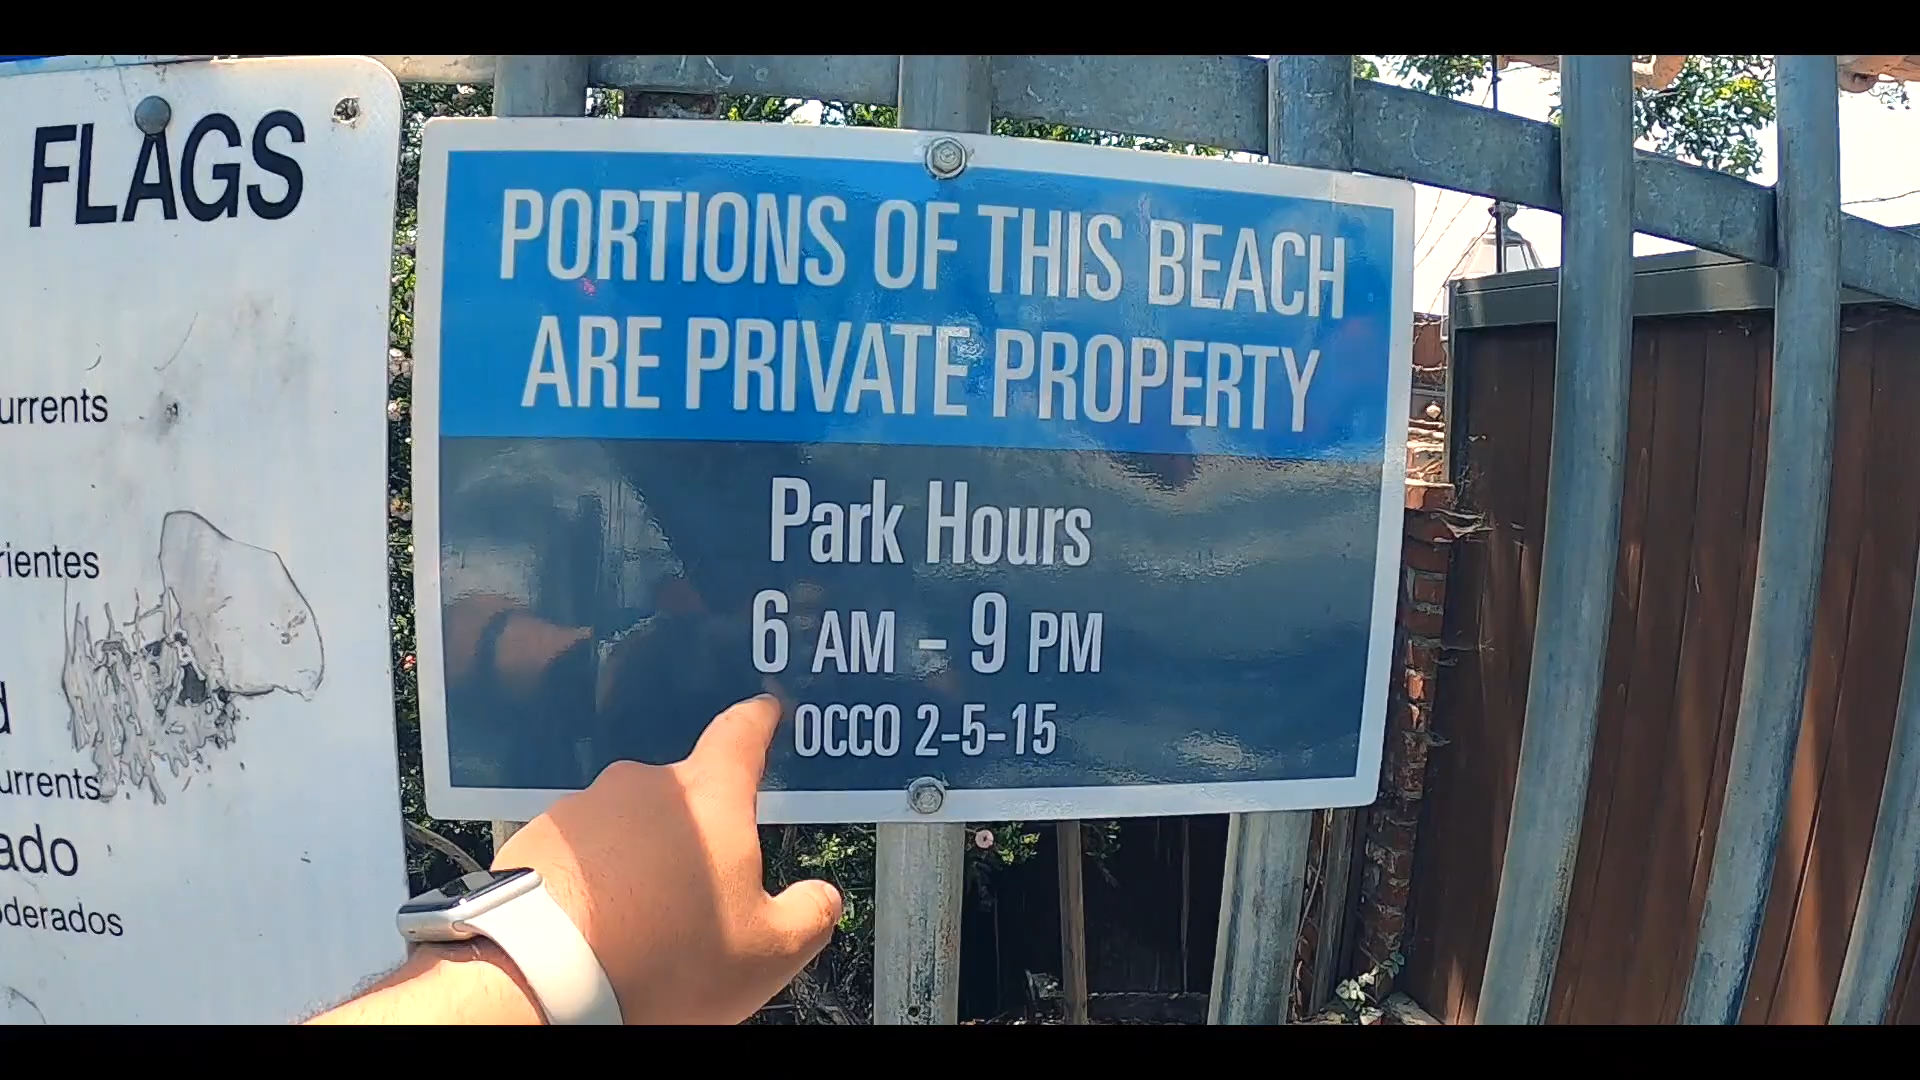 FLAGS
urrents
rientes
d
urrents
ado
oderados
PORTIONS OF THIS BEACH
ARE PRIVATE PROPERTY
Park Hours
6 AM - 9 PM
OCCO 2-5-15